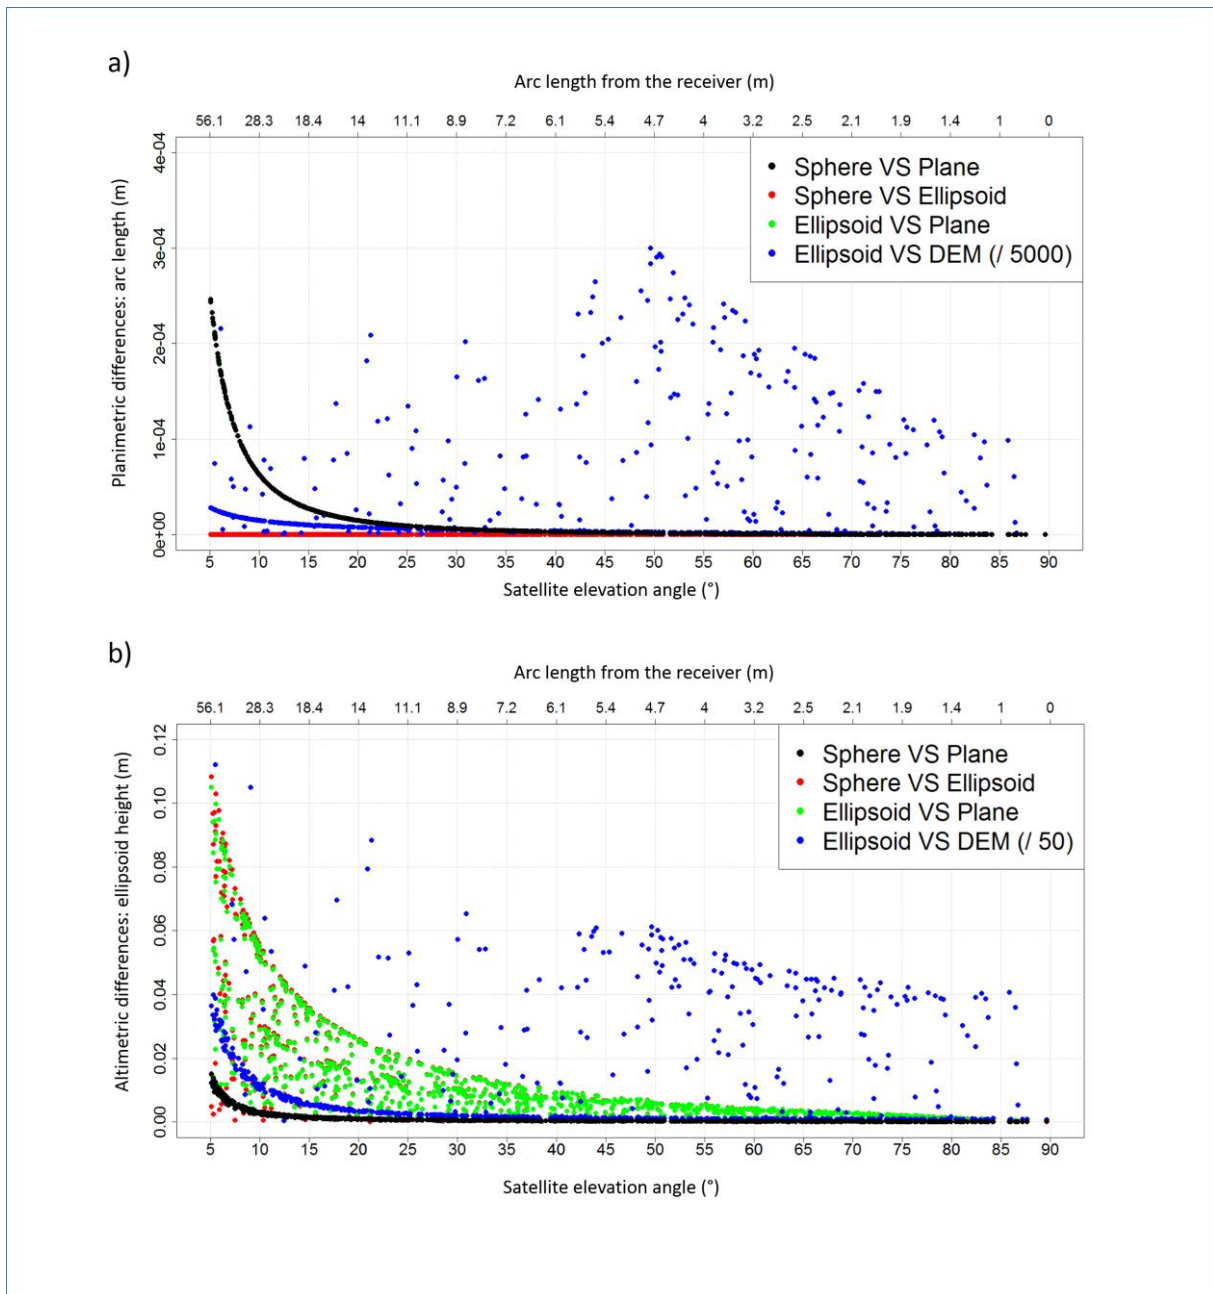 a)
Arc length from the receiver (m)
56.1 28.3 18.4 14 11.1 8.9 7.2 6.1 5.4 4.7 4 3.2 2.5 2.1 1.9 1.4 1 0
Planimetric differences: arc length (m)
4e-04
3e-04
2e-04
1e-04
0e+00
Sphere VS Plane
Sphere VS Ellipsoid
Ellipsoid VS Plane
Ellipsoid VS DEM (/ 5000)
5 10 15 20 25 30 35 40 45 50 55 60 65 70 75 80 85 90
Satellite elevation angle (°)
b)
Arc length from the receiver (m)
56.1 28.3 18.4 14 11.1 8.9 7.2 6.1 5.4 4.7 4 3.2 2.5 2.1 1.9 1.4 1 0
Altimetric differences: ellipsoid height (m)
0.12
0.10
0.08
0.06
0.04
0.02
0.00
Sphere VS Plane
Sphere VS Ellipsoid
Ellipsoid VS Plane
Ellipsoid VS DEM (/ 50)
5 10 15 20 25 30 35 40 45 50 55 60 65 70 75 80 85 90
Satellite elevation angle (°)